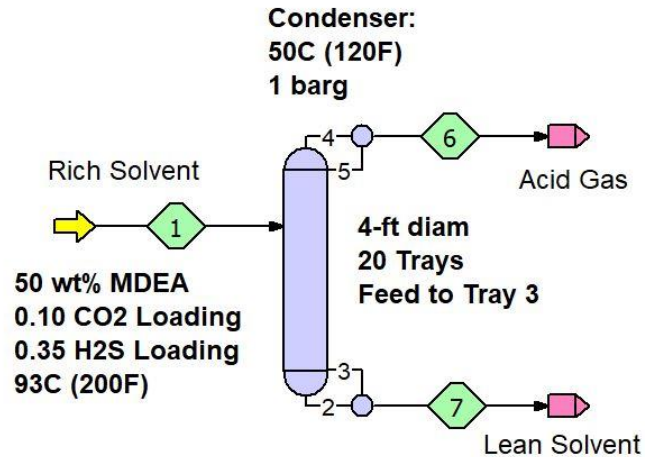 Condenser:
50C (120F)
1 barg
4
6
5
Acid Gas
Rich Solvent
1
4-ft diam
20 Trays
Feed to Tray 3
50 wt% MDEA
0.10 CO2 Loading
0.35 H2S Loading
93C (200F)
3
2
7
Lean Solvent